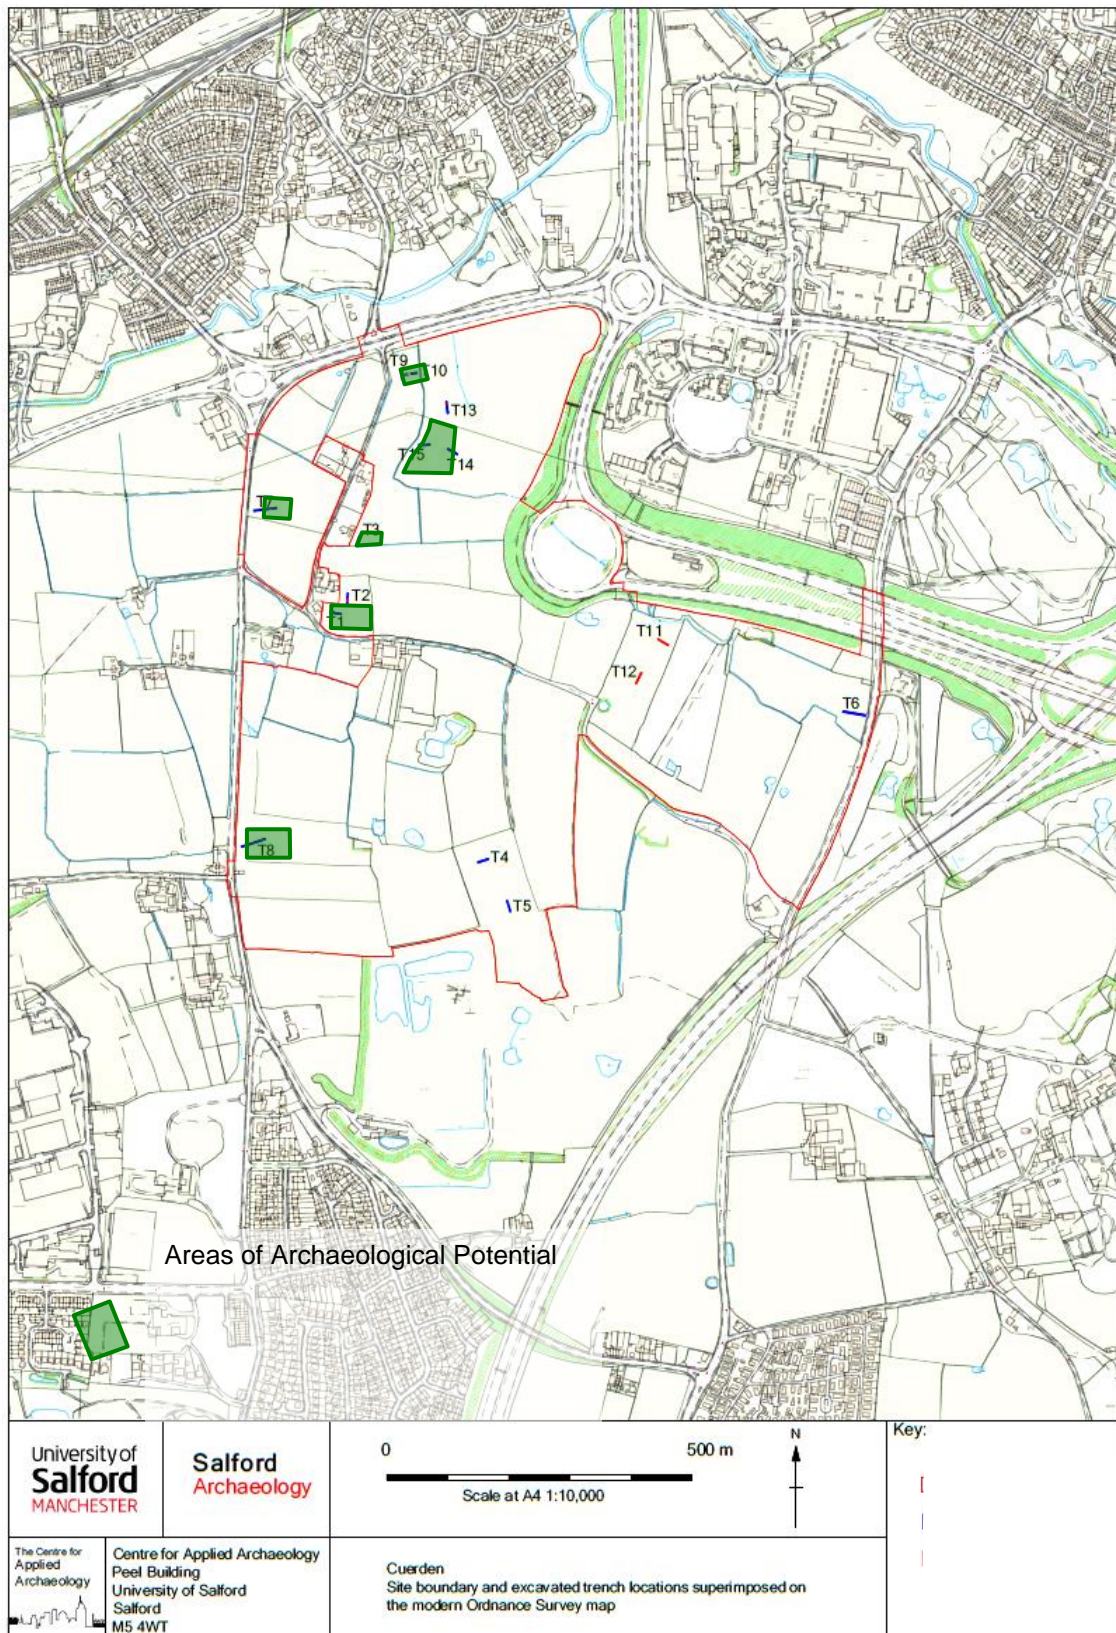 T9
T10
T13
T15
T14
T7
T3
T2
T1
T11
T12
T6
T8
T4
T5
Areas of Archaeological Potential
University of
Salford
MANCHESTER
Salford
Archaeology
0 500 m
Scale at A4 1:10,000
N
Key:
The Centre for
Applied
Archaeology
Centre for Applied Archaeology
Peel Building
University of Salford
Salford
M5 4WT
Cuerden
Site boundary and excavated trench locations superimposed on
the modern Ordnance Survey map